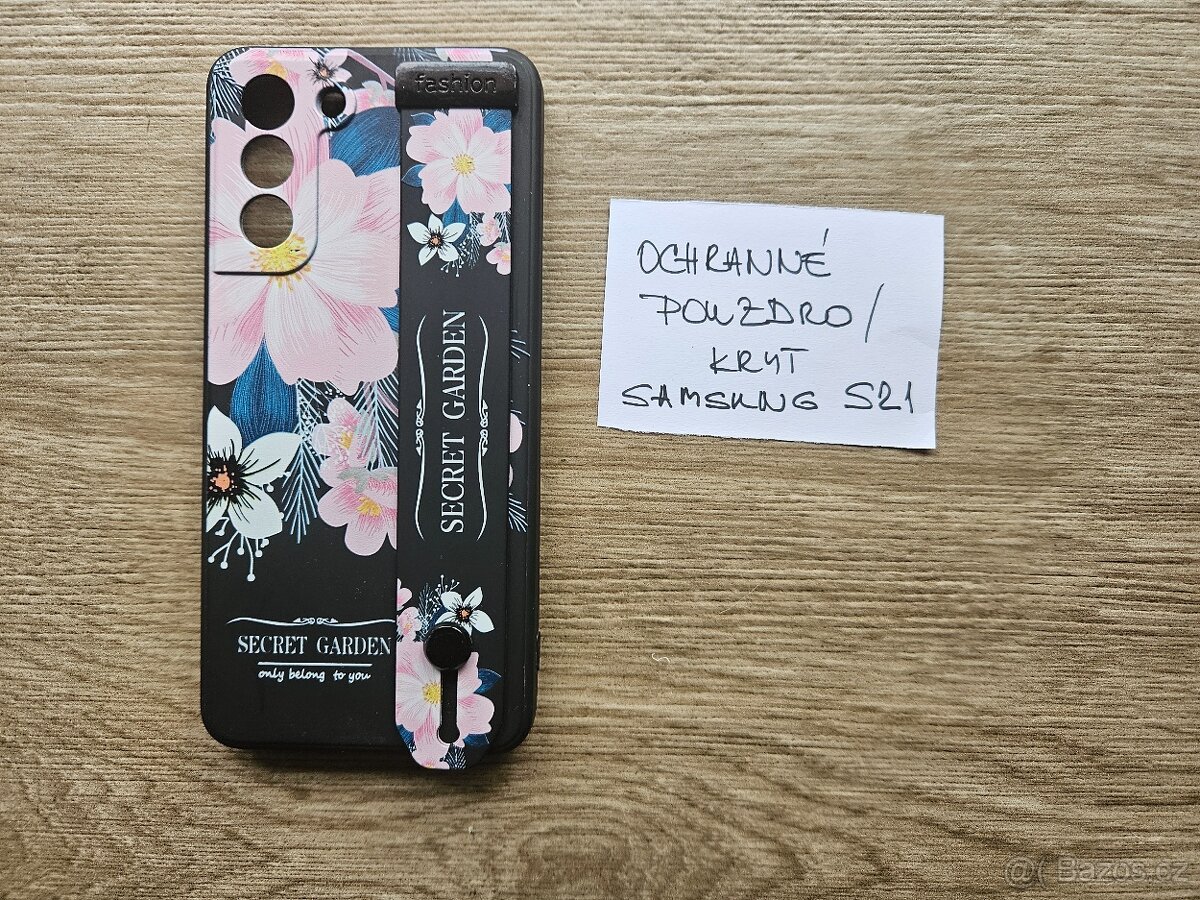 fashion
SECRET GARDEN
SECRET GARDEN
only belong to you
OCHRANNÉ
POUZDRO/
KRYT
SAMSUNG S21
@( Bazos.cz